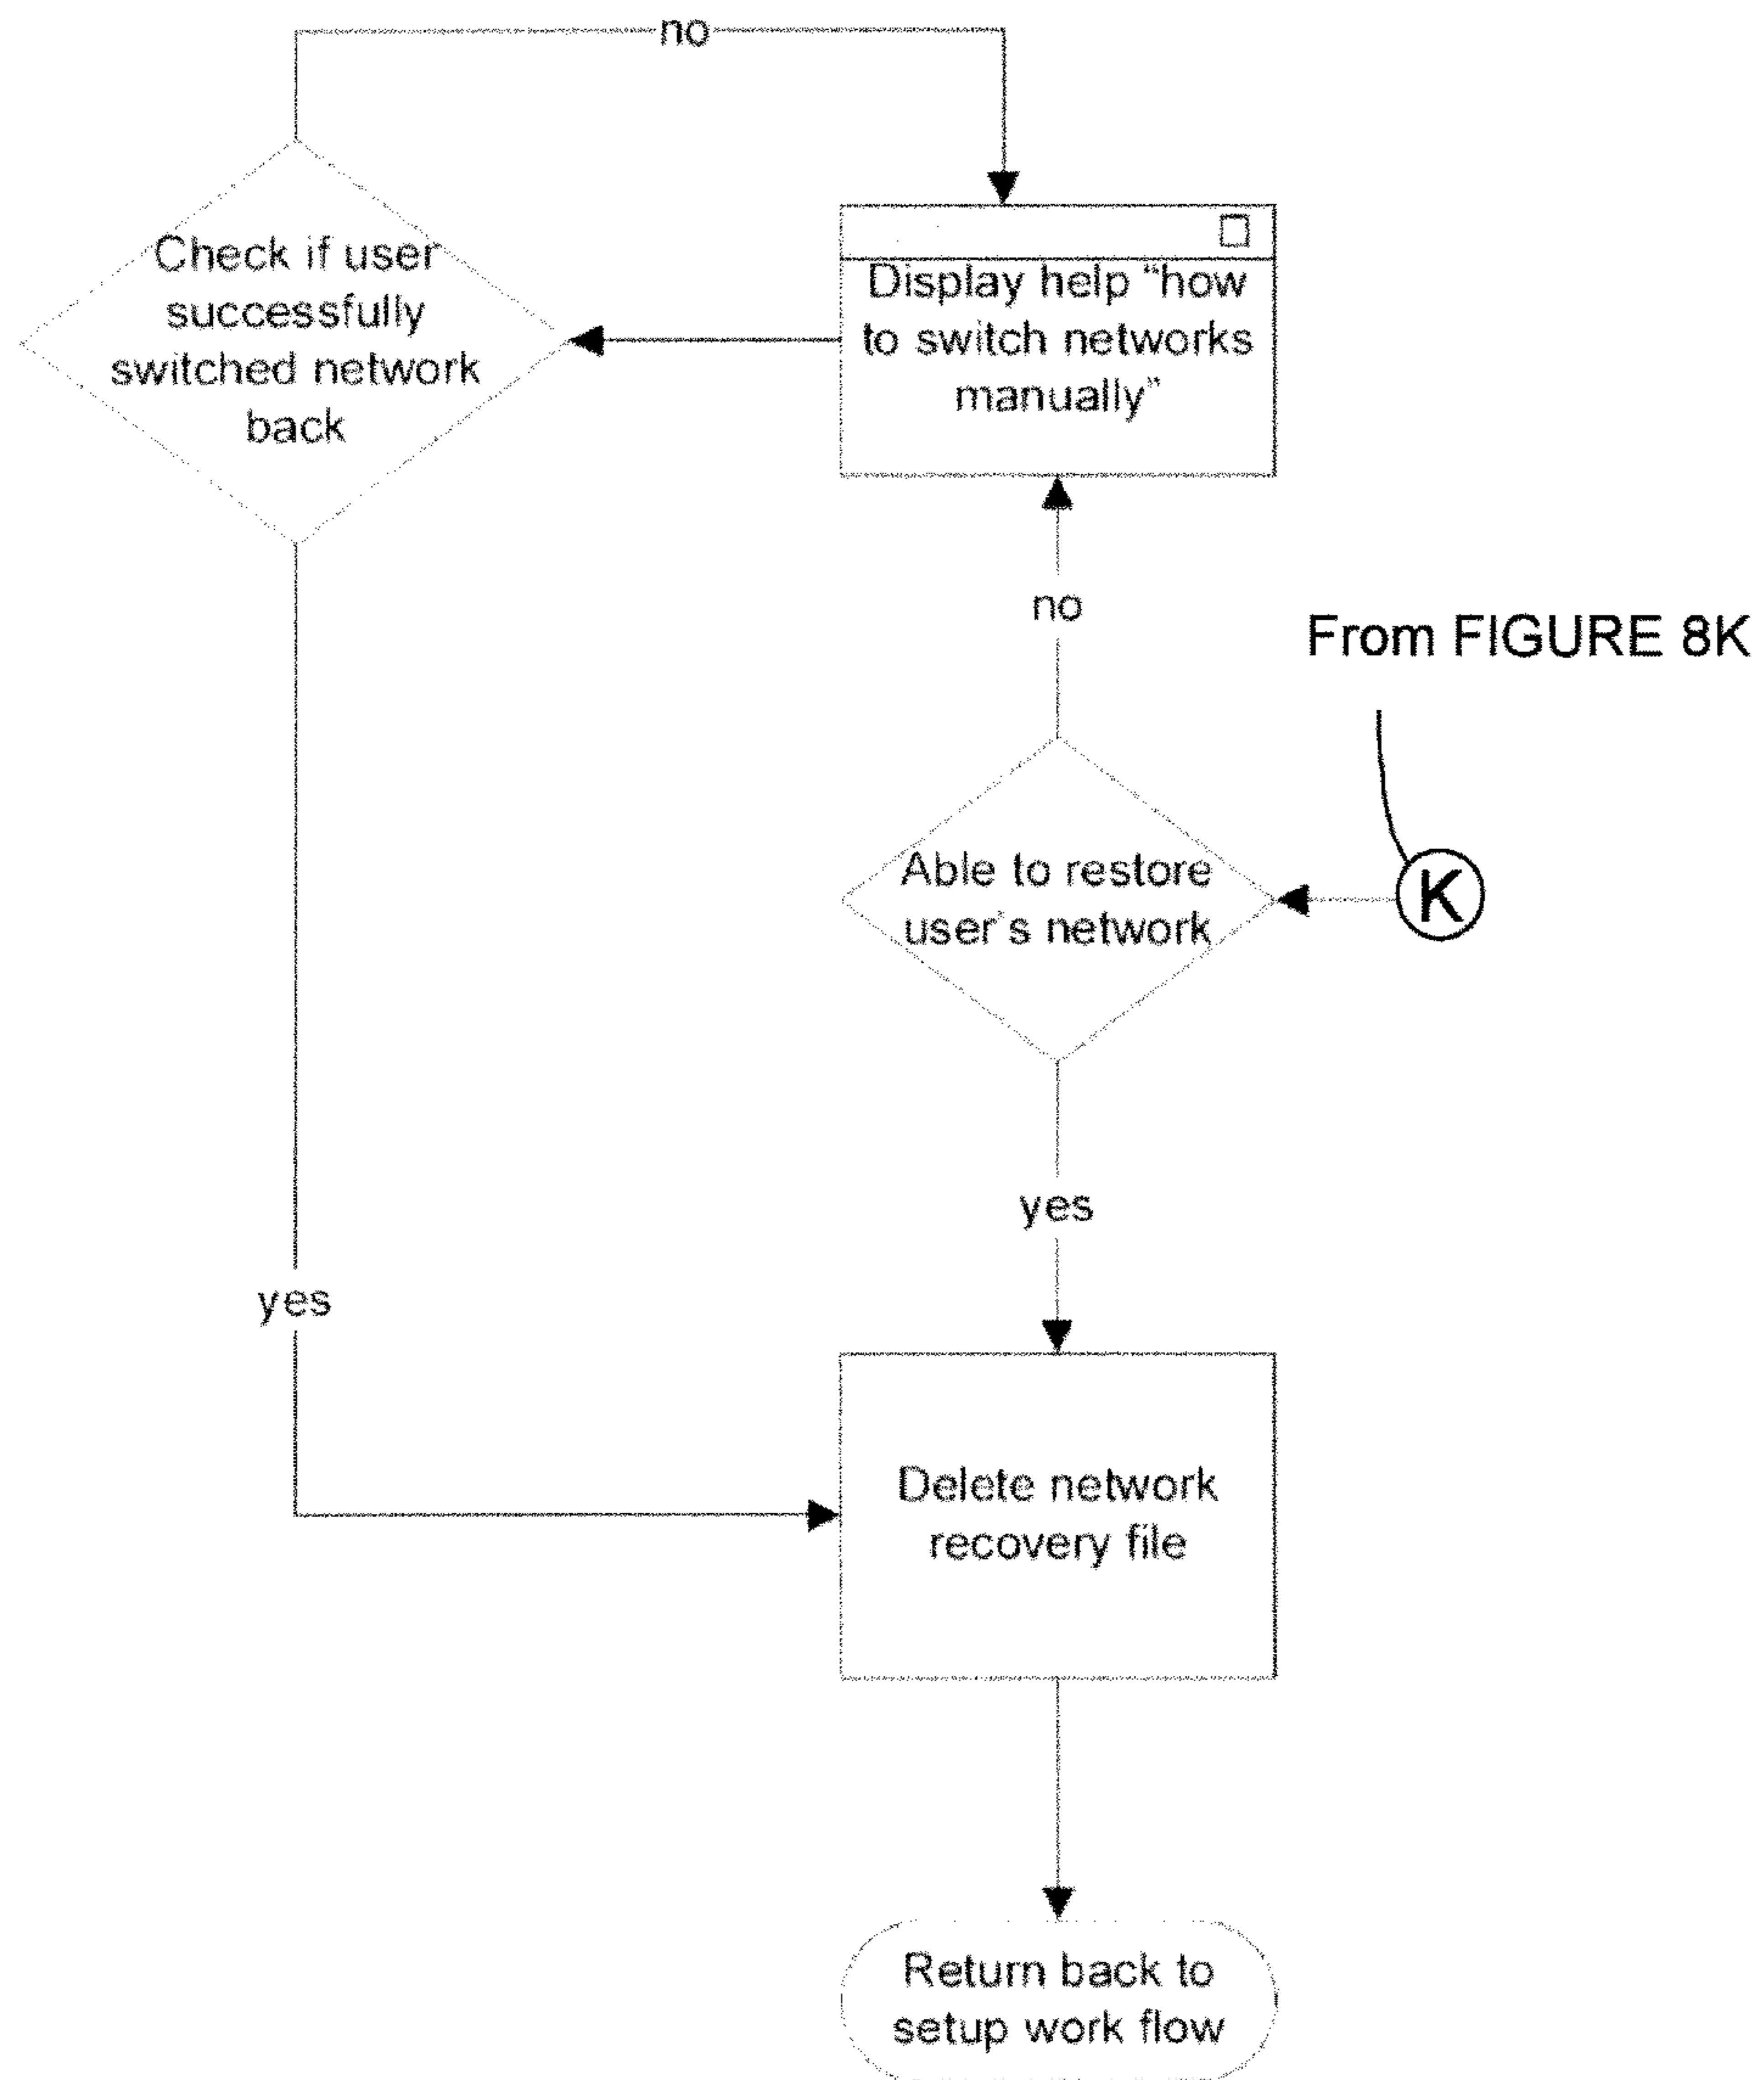 no
Check if user
successfully
switched network
back
Display help “how
to switch networks
manually”
no
From FIGURE 8K
Able to restore
user’s network
K
yes
yes
Delete network
recovery file
Return back to
setup work flow